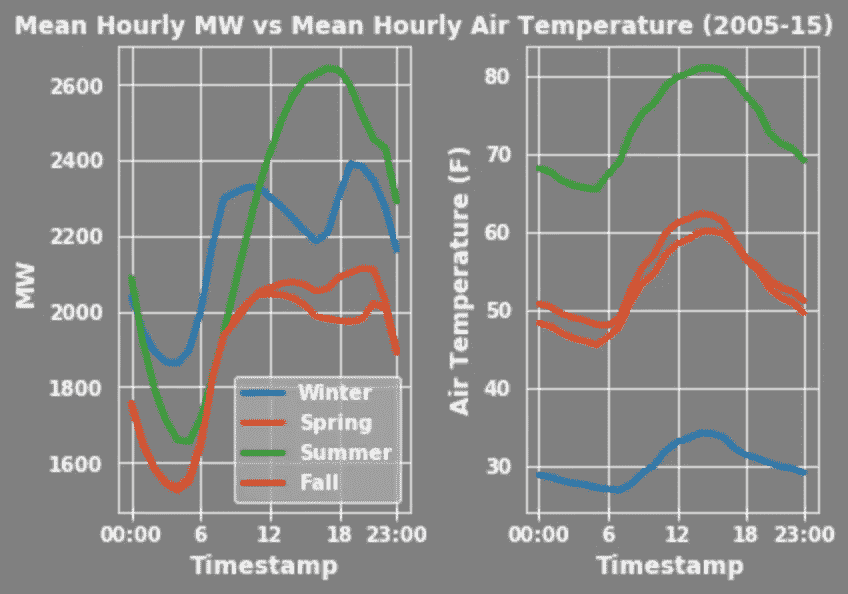 Mean Hourly MW vs Mean Hourly Air Temperature (2005-15)
MW
2600
2400
2200
2000
1800
1600
Winter
Spring
Summer
Fall
00:00 6 12 18 23:00
Timestamp
Air Temperature (F)
80
70
60
50
40
30
00:00 6 12 18 23:00
Timestamp